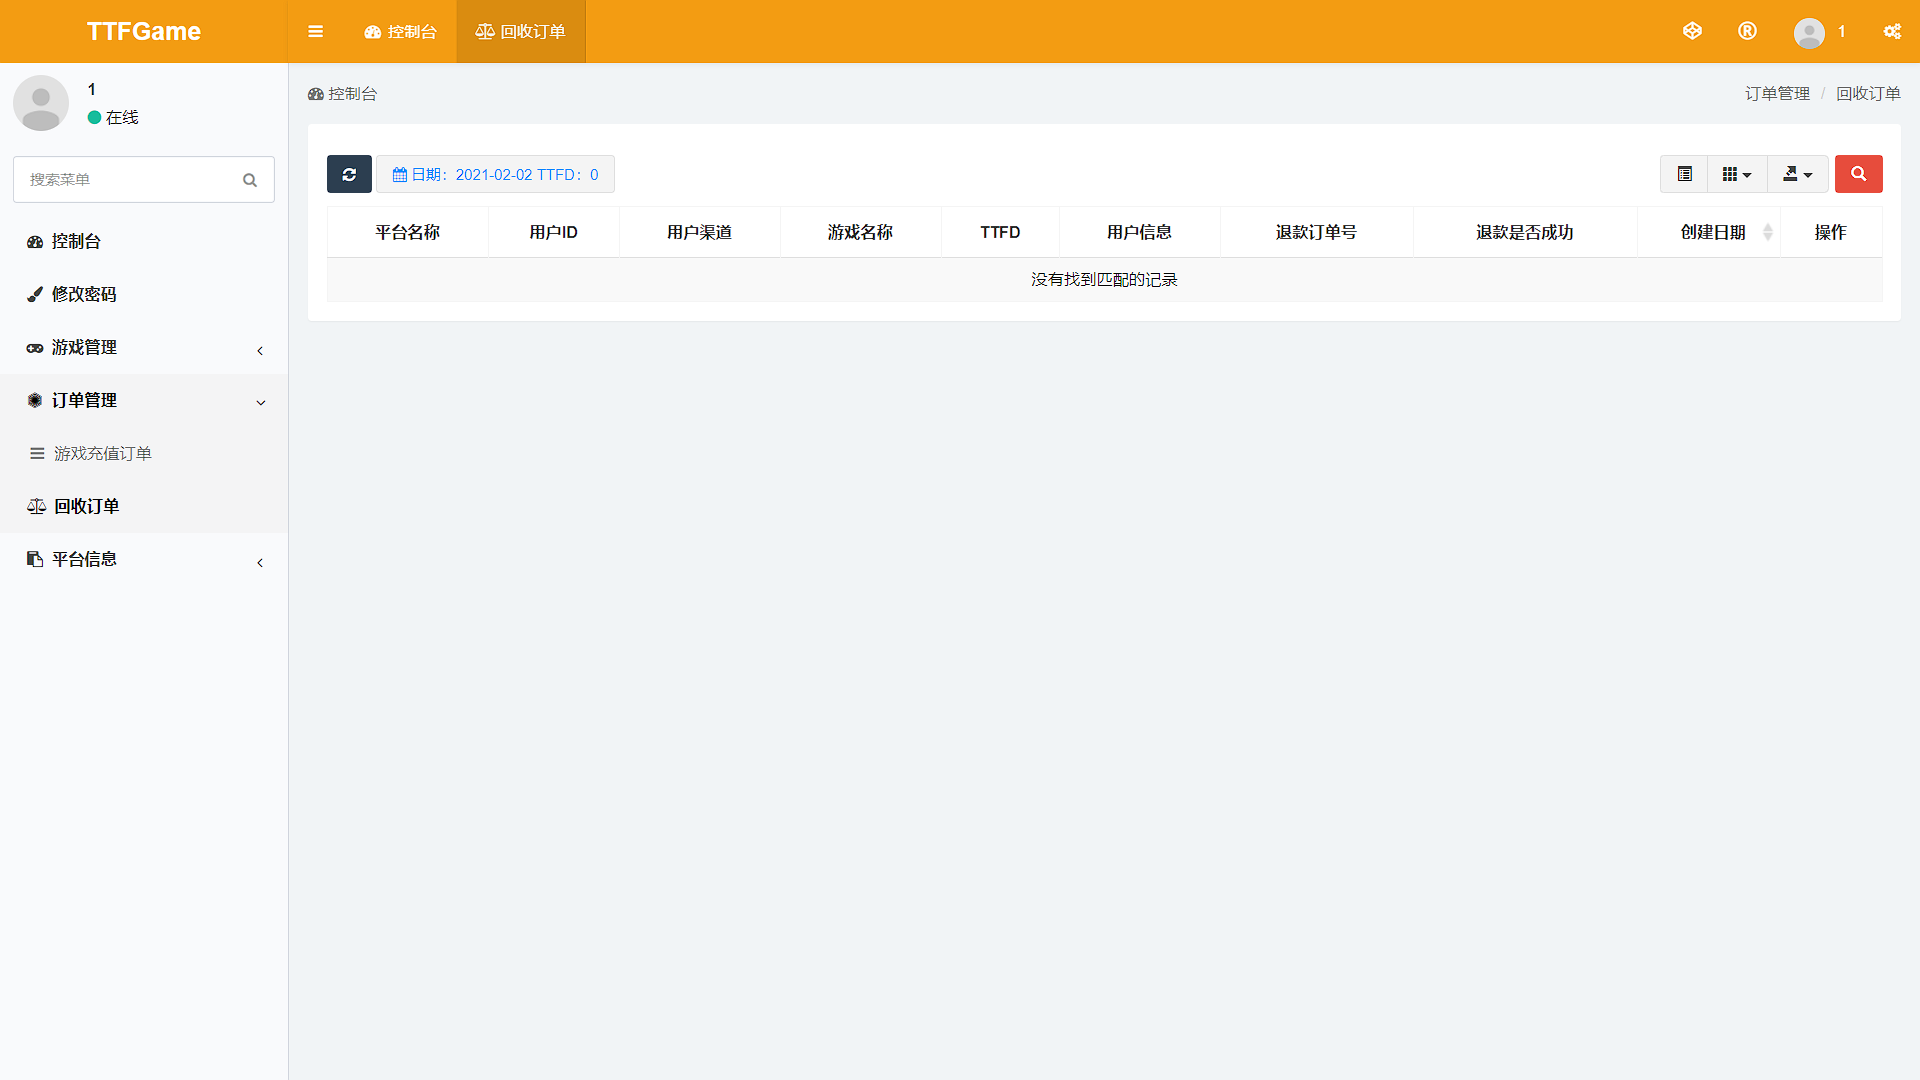 TTFGame
控制台
回收订单
1
1
在线
搜索菜单
控制台
修改密码
游戏管理
订单管理
游戏充值订单
回收订单
平台信息
控制台
订单管理 / 回收订单
日期：2021-02-02 TTFD：0
平台名称 用户ID 用户渠道 游戏名称 TTFD 用户信息 退款订单号 退款是否成功 创建日期 操作
没有找到匹配的记录